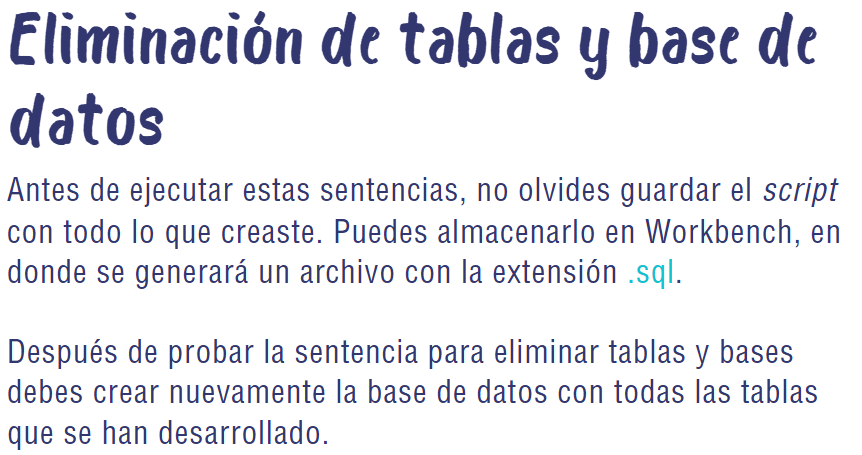 Eliminación de tablas y base de
datos
Antes de ejecutar estas sentencias, no olvides guardar el script
con todo lo que creaste. Puedes almacenarlo en Workbench, en
donde se generará un archivo con la extensión .sql.
Después de probar la sentencia para eliminar tablas y bases
debes crear nuevamente la base de datos con todas las tablas
que se han desarrollado.